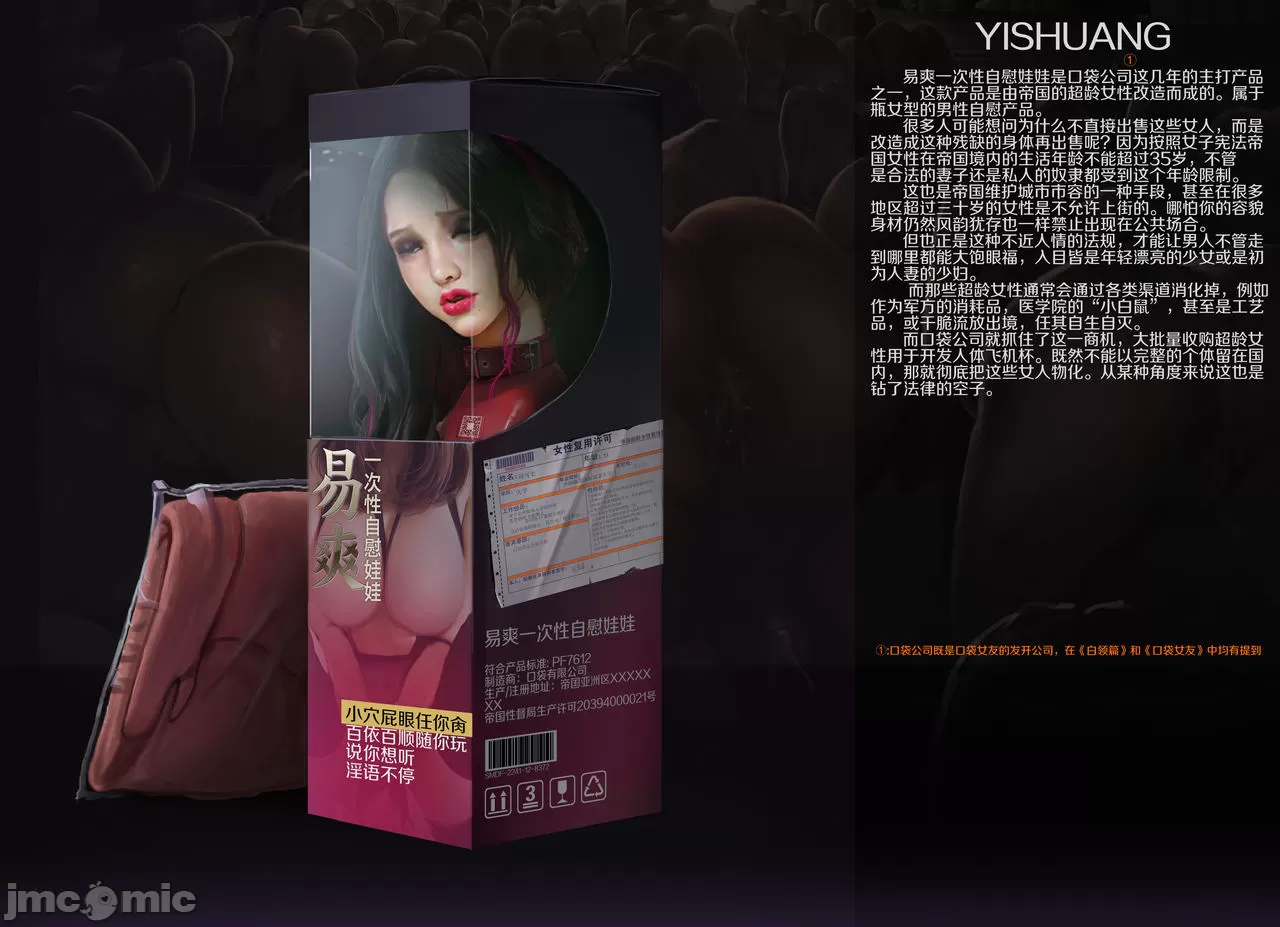 YISHUANG
①
易爽一次性自慰娃娃是口袋公司这几年的主打产品
之一，这款产品是由帝国的超龄女性改造而成的。属于
瓶女型的男性自慰产品。
很多人可能想问为什么不直接出售这些女人，而是
改造成这种残缺的身体再出售呢？因为按照女子宪法帝
国女性在帝国境内的生活年龄不能超过35岁，不管
是合法的妻子还是私人的奴隶都受到这个年龄限制。
这也是帝国维护城市市容的一种手段，甚至在很多
地区超过三十岁的女性是不允许上街的。哪怕你的容貌
身材仍然风韵犹存也一样禁止出现在公共场合。
但也正是这种不近人情的法规，才能让男人不管走
到哪里都能大饱眼福，人目皆是年轻漂亮的少女或是初
为人妻的少妇。
而那些超龄女性通常会通过各类渠道消化掉，例如
作为军方的消耗品，医学院的“小白鼠”，甚至是工艺
品，或干脆流放出境，任其自生自灭。
而口袋公司就抓住了这一商机，大批量收购超龄女
性用于开发人体飞机杯。既然不能以完整的个体留在国
内，那就彻底把这些女人物化。从某种角度来说这也是
钻了法律的空子。
易爽
一次性自慰娃娃
小穴屁眼任你肏
百依百顺随你玩
说你想听
淫语不停
女性复用许可
姓名：
易爽一次性自慰娃娃
符合产品标准: PF7612
制造商：口袋有限公司
生产/注册地址：帝国亚洲区XXXXX
XX
帝国性督局生产许可20394000021号
SMDF-2241-12-8372
3
①:口袋公司既是口袋女友的发开公司，在《白领篇》和《口袋女友》中均有提到
jmcomic